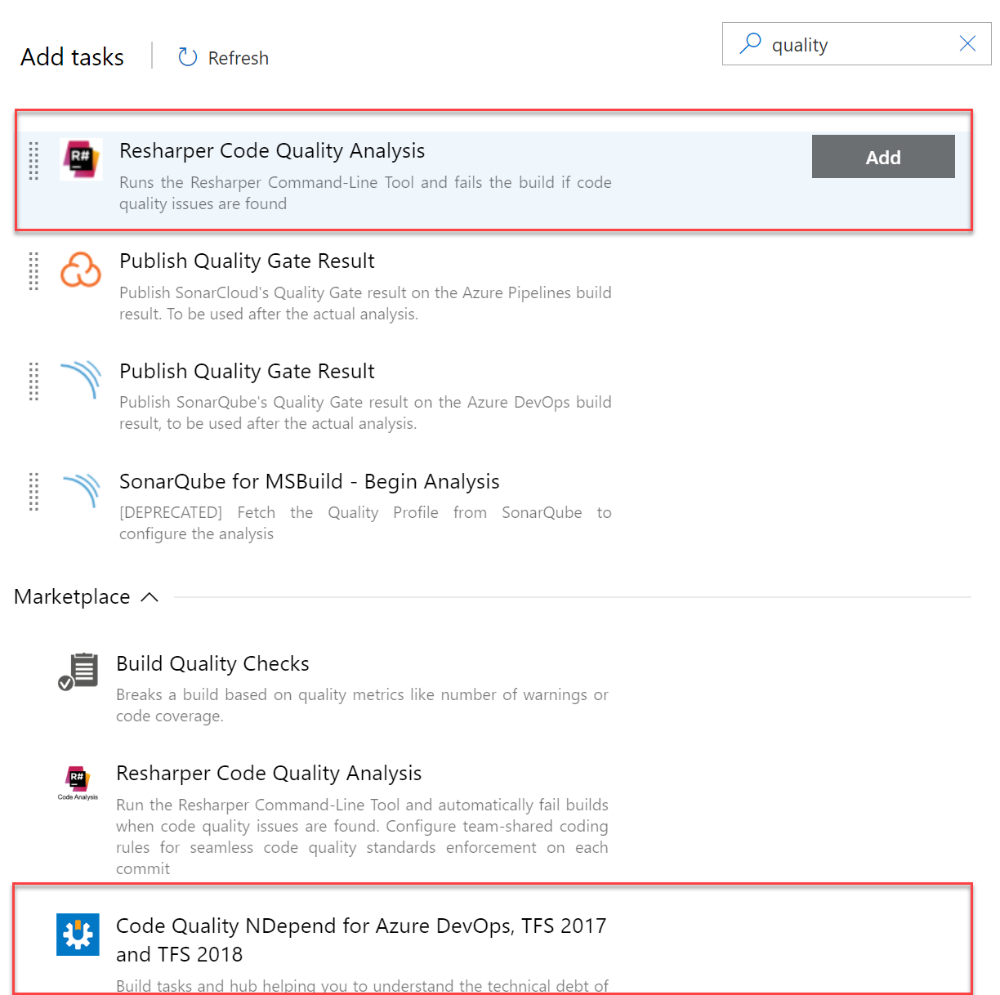 Add tasks
Refresh
quality
R#
Resharper Code Quality Analysis
Add
Runs the Resharper Command-Line Tool and fails the build if code
quality issues are found
Publish Quality Gate Result
Publish SonarCloud's Quality Gate result on the Azure Pipelines build
result. To be used after the actual analysis.
Publish Quality Gate Result
Publish SonarQube's Quality Gate result on the Azure DevOps build
result, to be used after the actual analysis.
SonarQube for MSBuild - Begin Analysis
[DEPRECATED] Fetch the Quality Profile from SonarQube to
configure the analysis
Marketplace
Build Quality Checks
Breaks a build based on quality metrics like number of warnings or
code coverage.
R#
Code Analysis
Resharper Code Quality Analysis
Run the Resharper Command-Line Tool and automatically fail builds
when code quality issues are found. Configure team-shared coding
rules for seamless code quality standards enforcement on each
commit
Code Quality NDepend for Azure DevOps, TFS 2017
and TFS 2018
Build tasks and hub helping you to understand the technical debt of